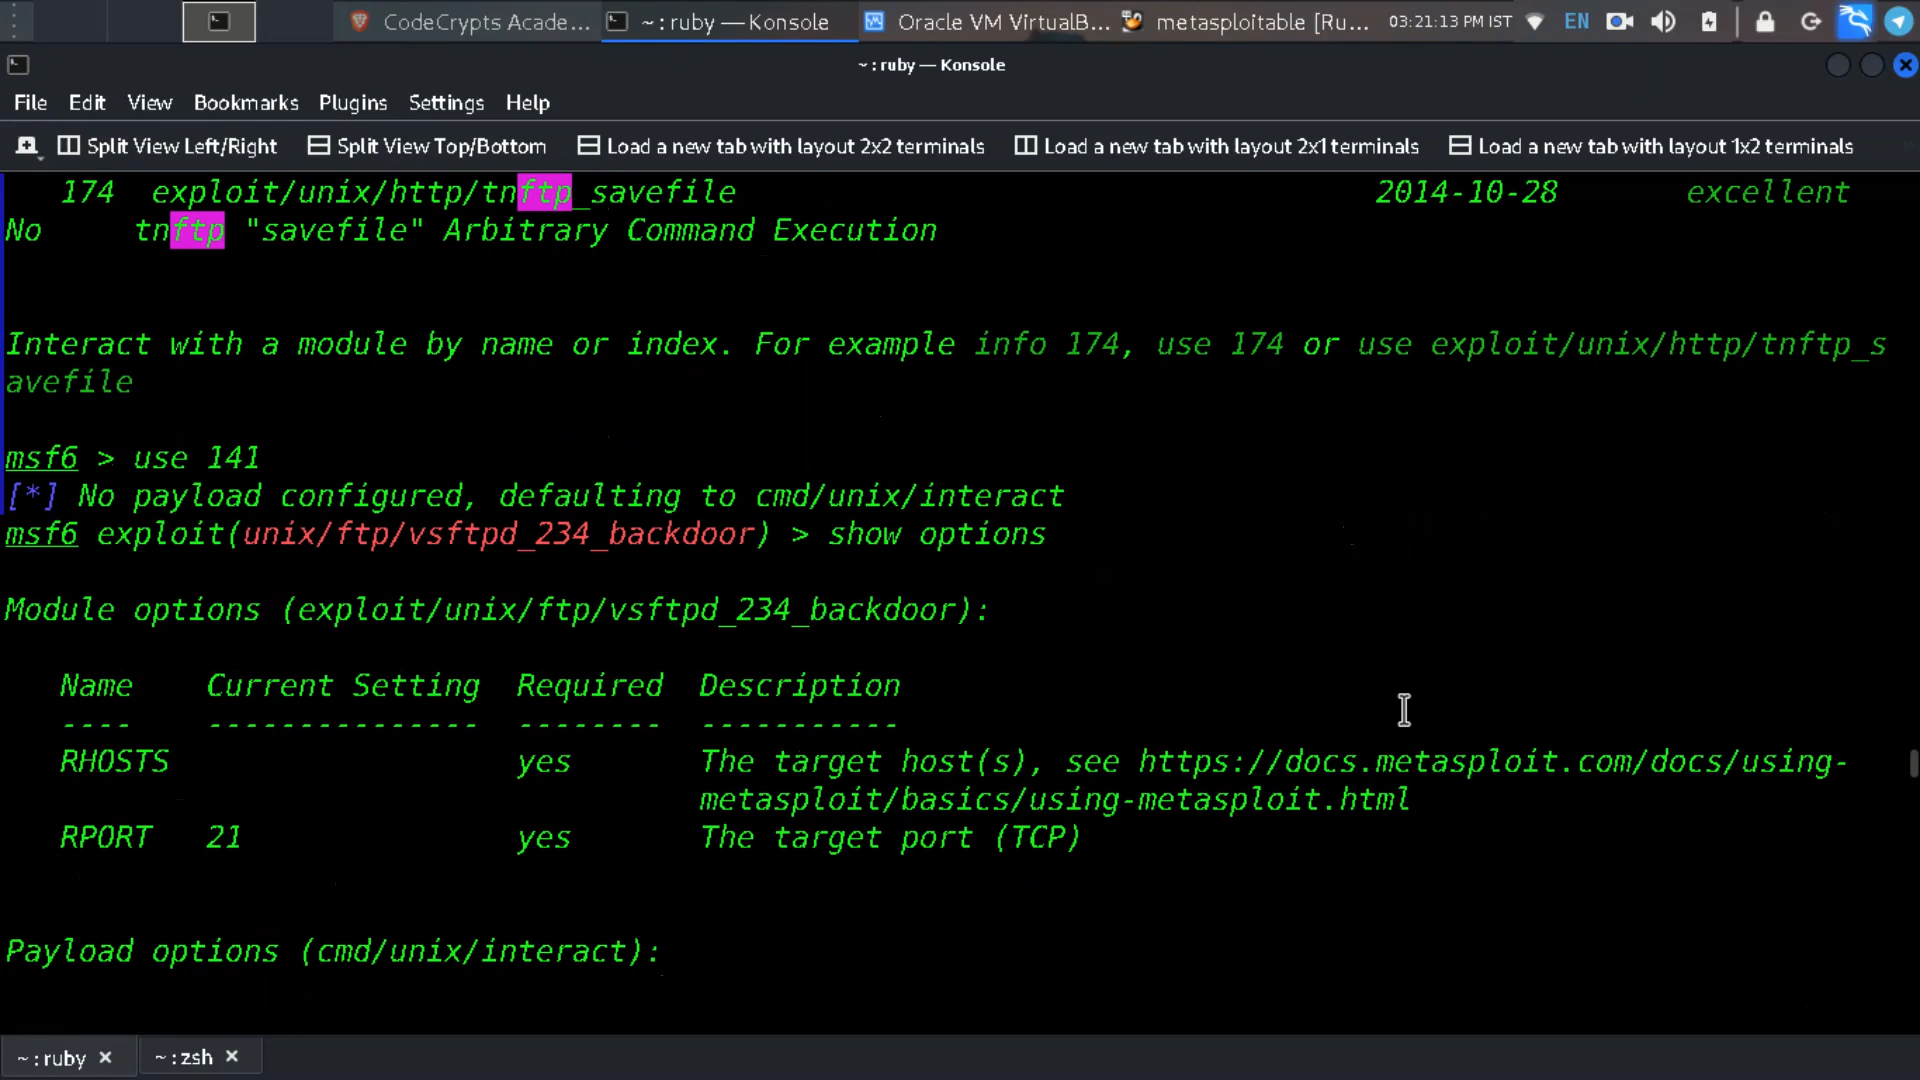 CodeCrypts Acade...
~ : ruby — Konsole
Oracle VM VirtualB...
metasploitable [Ru...
03:21:13 PM IST
EN
~ : ruby — Konsole
File Edit View Bookmarks Plugins Settings Help
Split View Left/Right Split View Top/Bottom Load a new tab with layout 2x2 terminals Load a new tab with layout 2x1 terminals Load a new tab with layout 1x2 terminals
174 exploit/unix/http/tnftp_savefile 2014-10-28 excellent
No tnftp "savefile" Arbitrary Command Execution
Interact with a module by name or index. For example info 174, use 174 or use exploit/unix/http/tnftp_s
avefile
msf6 > use 141
[*] No payload configured, defaulting to cmd/unix/interact
msf6 exploit(unix/ftp/vsftpd_234_backdoor) > show options
Module options (exploit/unix/ftp/vsftpd_234_backdoor):
Name Current Setting Required Description
---- --------------- -------- -----------
RHOSTS yes The target host(s), see https://docs.metasploit.com/docs/using-
metasploit/basics/using-metasploit.html
RPORT 21 yes The target port (TCP)
Payload options (cmd/unix/interact):
~ : ruby ~ : zsh